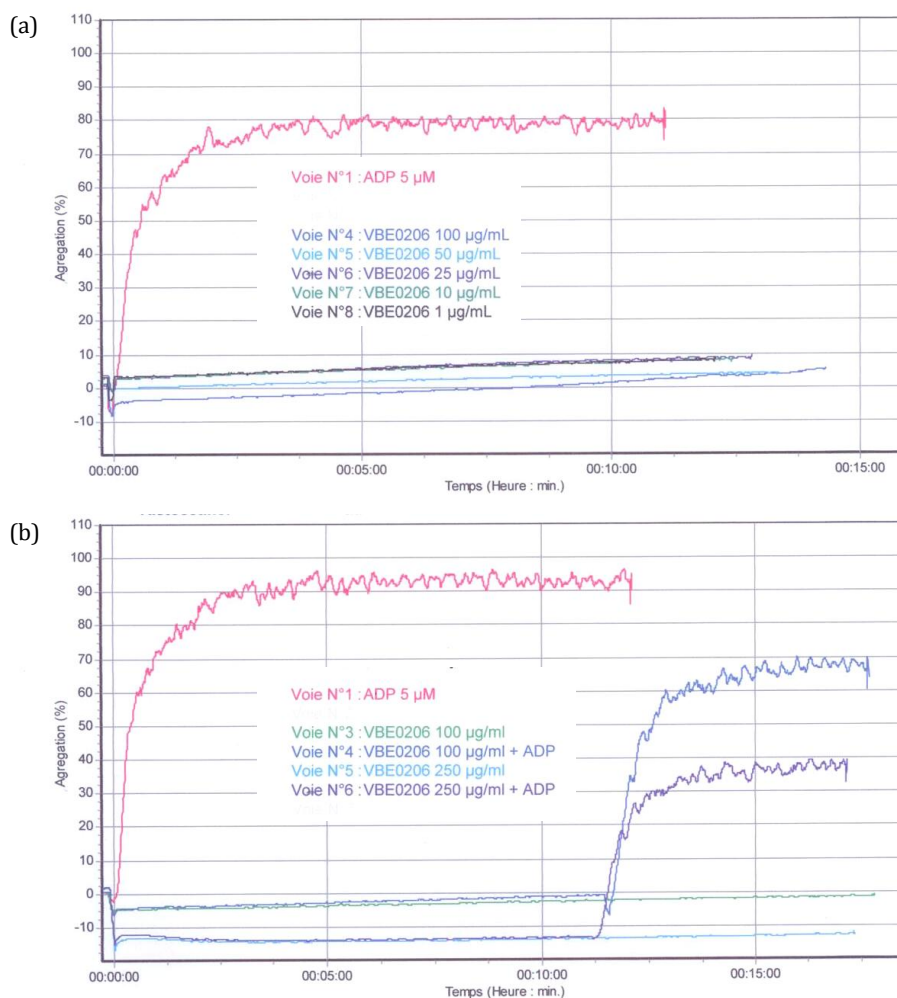 (a)
110
100
90
80
70
60
50
40
30
20
10
0
-10
Agregation (%)
Voie N°1 : ADP 5 µM
Voie N°4 : VBE0206 100 µg/mL
Voie N°5 : VBE0206 50 µg/mL
Voie N°6 : VBE0206 25 µg/mL
Voie N°7 : VBE0206 10 µg/mL
Voie N°8 : VBE0206 1 µg/mL
00:00:00 00:05:00 00:10:00 00:15:00
Temps (Heure : min.)
(b)
110
100
90
80
70
60
50
40
30
20
10
0
-10
Agregation (%)
Voie N°1 : ADP 5 µM
Voie N°3 : VBE0206 100 µg/ml
Voie N°4 : VBE0206 100 µg/ml + ADP
Voie N°5 : VBE0206 250 µg/ml
Voie N°6 : VBE0206 250 µg/ml + ADP
00:00:00 00:05:00 00:10:00 00:15:00
Temps (Heure : min.)